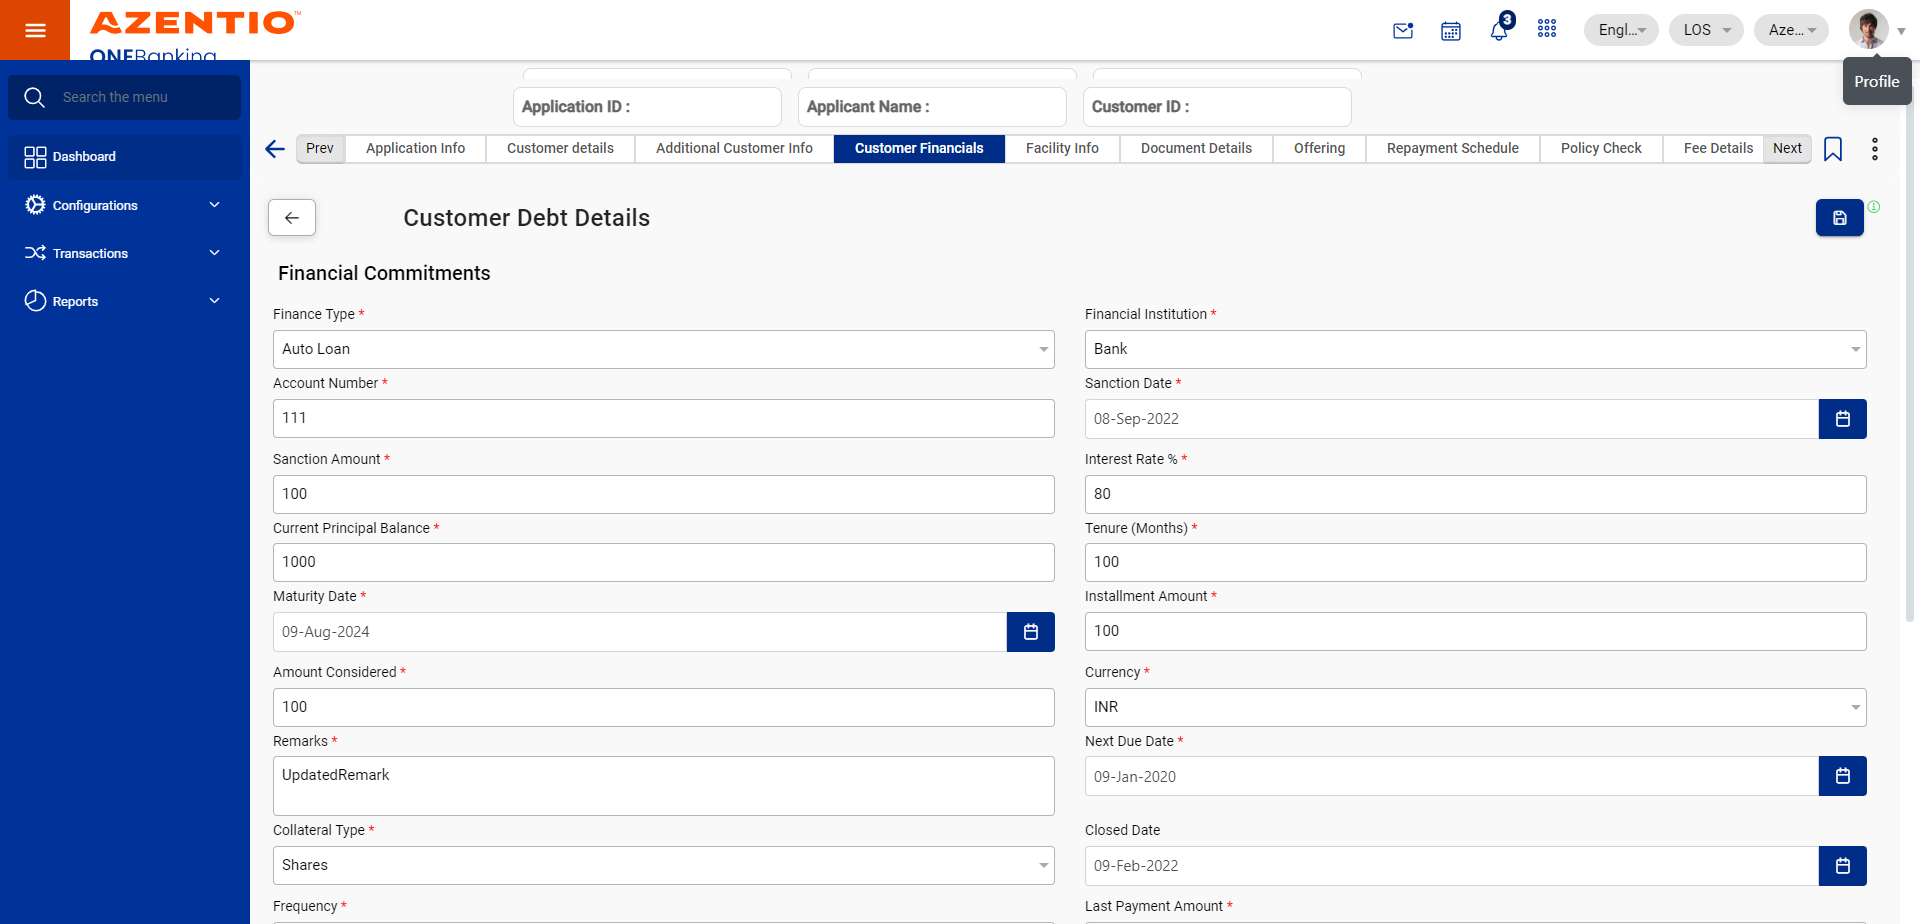 AZENTIO™
ONEBanking
3
Engl...
LOS
Aze...
Profile
Search the menu
Dashboard
Configurations
Transactions
Reports
Application ID :
Applicant Name :
Customer ID :
Prev
Application Info
Customer details
Additional Customer Info
Customer Financials
Facility Info
Document Details
Offering
Repayment Schedule
Policy Check
Fee Details
Next
Customer Debt Details
Financial Commitments
Finance Type *
Auto Loan
Financial Institution *
Bank
Account Number *
111
Sanction Date *
08-Sep-2022
Sanction Amount *
100
Interest Rate % *
80
Current Principal Balance *
1000
Tenure (Months) *
100
Maturity Date *
09-Aug-2024
Installment Amount *
100
Amount Considered *
100
Currency *
INR
Remarks *
UpdatedRemark
Next Due Date *
09-Jan-2020
Collateral Type *
Shares
Closed Date
09-Feb-2022
Frequency *
Last Payment Amount *